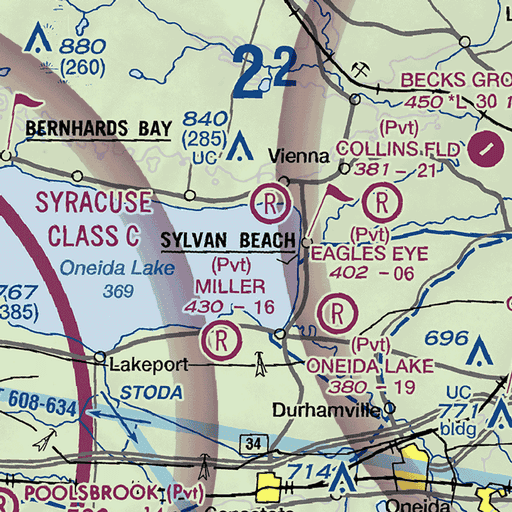 880
(260)
2²
BECKS GRO
450 *L 30 1
BERNHARDS BAY
840
(285)
UC
Vienna
(Pvt)
COLLINS FLD
381 - 21
R
R
SYRACUSE
CLASS C
SYLVAN BEACH
(Pvt)
EAGLES EYE
402 - 06
Oneida Lake
369
(Pvt)
MILLER
430 - 16
R
R
767
(385)
696
(Pvt)
ONEIDA LAKE
380 - 19
Lakeport
STODA
T 608-634
Durhamville
UC
771
bldg
34
714
POOLSBROOK (Pvt)
Oneida